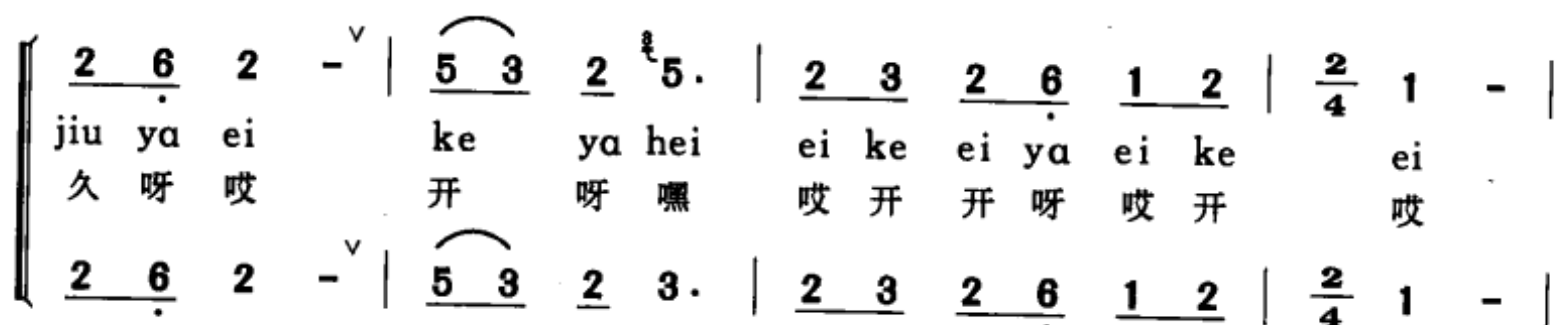 2 6 2 - ∨ | 5 3 2 5. | 2 3 2 6 1 2 | 2/4 1 - |
jiu ya ei ke ya hei ei ke ei ya ei ke ei
久 呀 哎 开 呀 嘿 哎 开 开 呀 哎 开 哎
2 6 2 - ∨ | 5 3 2 3. | 2 3 2 6 1 2 | 2/4 1 - |